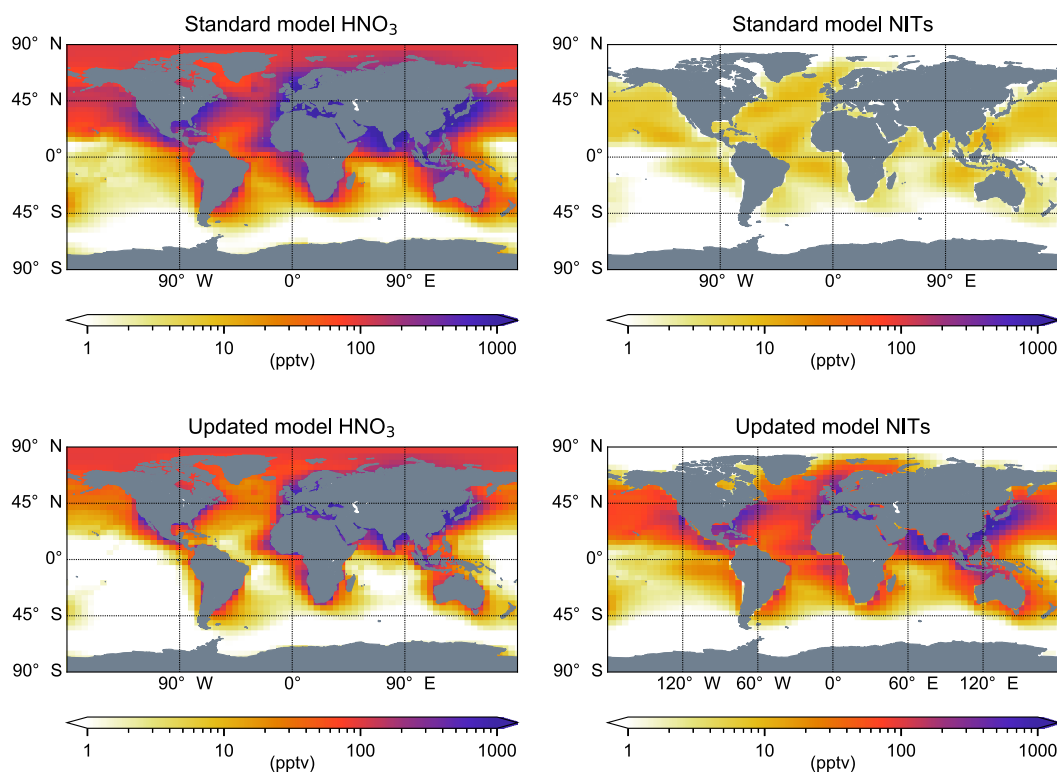 Standard model HNO₃
Standard model NITs
90° N
45° N
0°
45° S
90° S
90° W 0° 90° E
90° N
45° N
0°
45° S
90° S
90° W 0° 90° E
1 10 100 1000
(pptv)
1 10 100 1000
(pptv)
Updated model HNO₃
Updated model NITs
90° N
45° N
0°
45° S
90° S
90° W 0° 90° E
90° N
45° N
0°
45° S
90° S
120° W 60° W 0° 60° E 120° E
1 10 100 1000
(pptv)
1 10 100 1000
(pptv)